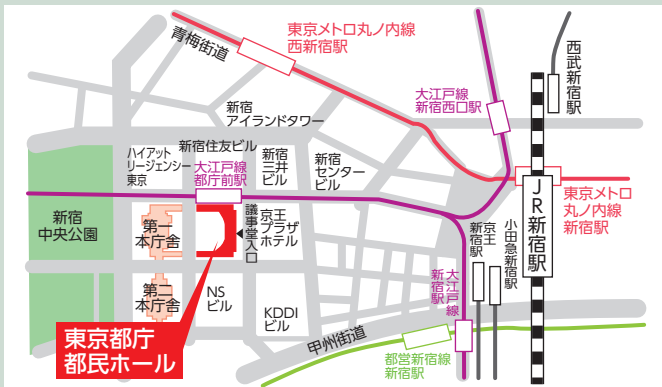 東京メトロ丸ノ内線
西新宿駅
青梅街道
西武新宿駅
大江戸線
新宿西口駅
新宿
アイランドタワー
新宿住友ビル
ハイアット
リージェンシー
東京
大江戸線
都庁前駅
新宿
三井
ビル
新宿
センター
ビル
東京メトロ
丸ノ内線
新宿駅
JR新宿駅
新宿
中央公園
第一
本庁舎
議事堂入口
京王
プラザ
ホテル
京王
新宿駅
小田急新宿駅
大江戸線
新宿駅
第二
本庁舎
NS
ビル
KDDI
ビル
甲州街道
都営新宿線
新宿駅
東京都庁
都民ホール